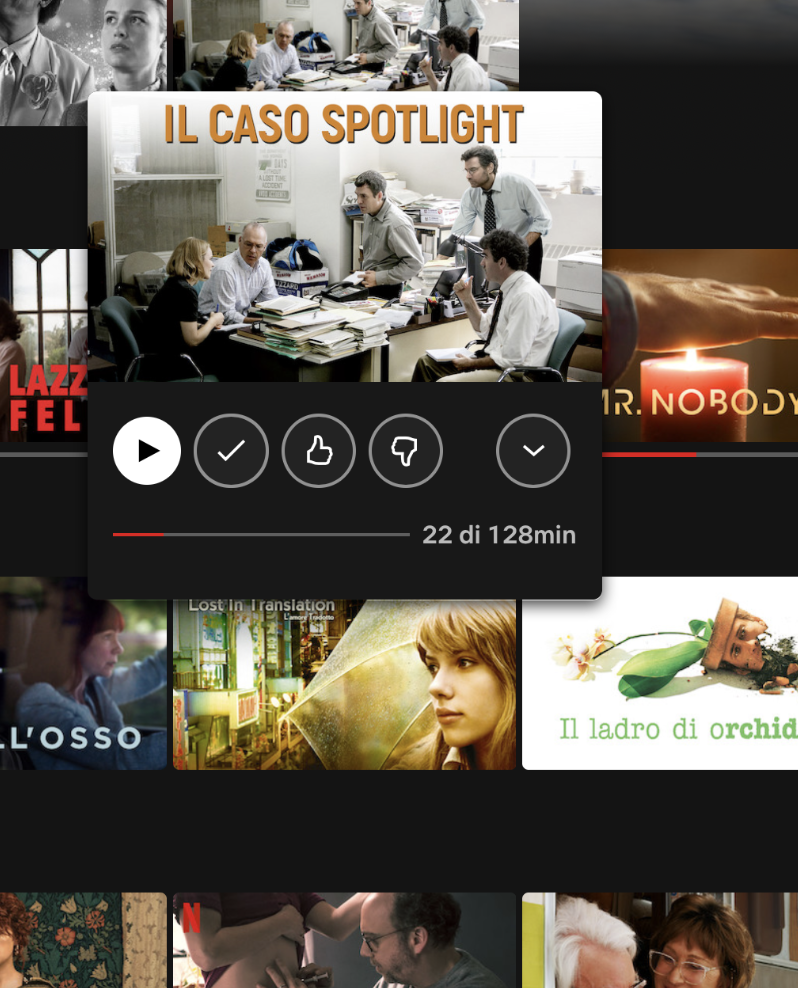 IL CASO SPOTLIGHT
LAZZ
FEL
MR. NOBODY
22 di 128min
Lost In Translation
L'amore Tradotto
LL'OSSO
Il ladro di orchid
N